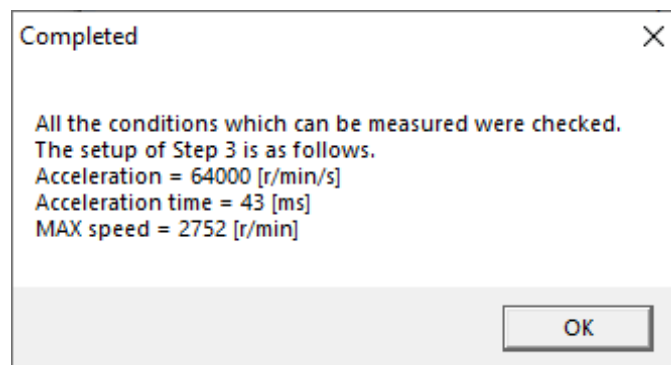 Completed
All the conditions which can be measured were checked.
The setup of Step 3 is as follows.
Acceleration = 64000 [r/min/s]
Acceleration time = 43 [ms]
MAX speed = 2752 [r/min]
OK